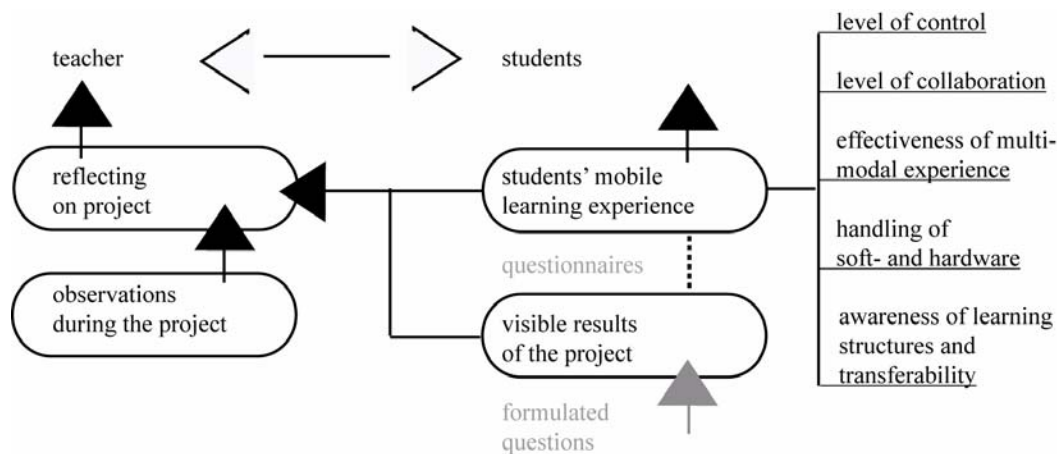 teacher
students
reflecting
on project
observations
during the project
students' mobile
learning experience
questionnaires
visible results
of the project
formulated
questions
level of control
level of collaboration
effectiveness of multi-
modal experience
handling of
soft- and hardware
awareness of learning
structures and
transferability